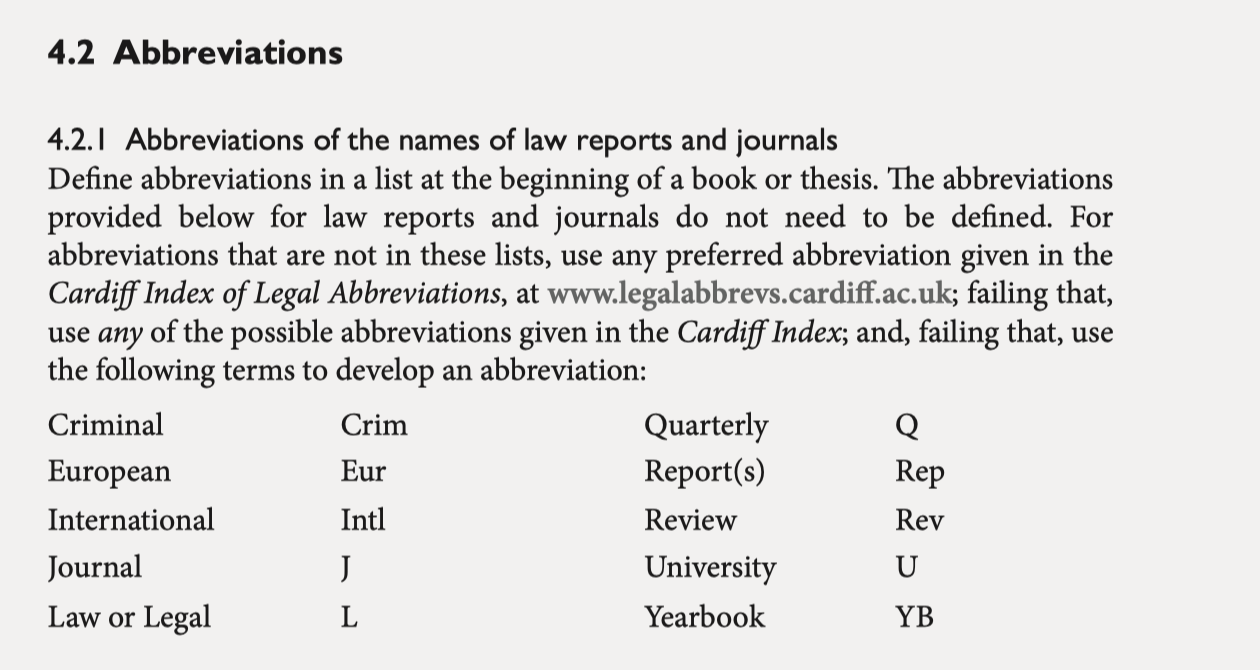 4.2 Abbreviations
4.2.1 Abbreviations of the names of law reports and journals
Define abbreviations in a list at the beginning of a book or thesis. The abbreviations
provided below for law reports and journals do not need to be defined. For
abbreviations that are not in these lists, use any preferred abbreviation given in the
Cardiff Index of Legal Abbreviations, at www.legalabbrevs.cardiff.ac.uk; failing that,
use any of the possible abbreviations given in the Cardiff Index; and, failing that, use
the following terms to develop an abbreviation:
Criminal Crim Quarterly Q
European Eur Report(s) Rep
International Intl Review Rev
Journal J University U
Law or Legal L Yearbook YB